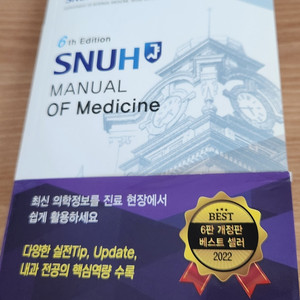 6th Edition
SNUH
MANUAL
OF Medicine
최신 의학정보를 진료 현장에서
쉽게 활용하세요
다양한 실전Tip, Update,
내과 전공의 핵심역량 수록
BEST
6판 개정판
베스트 셀러
2022